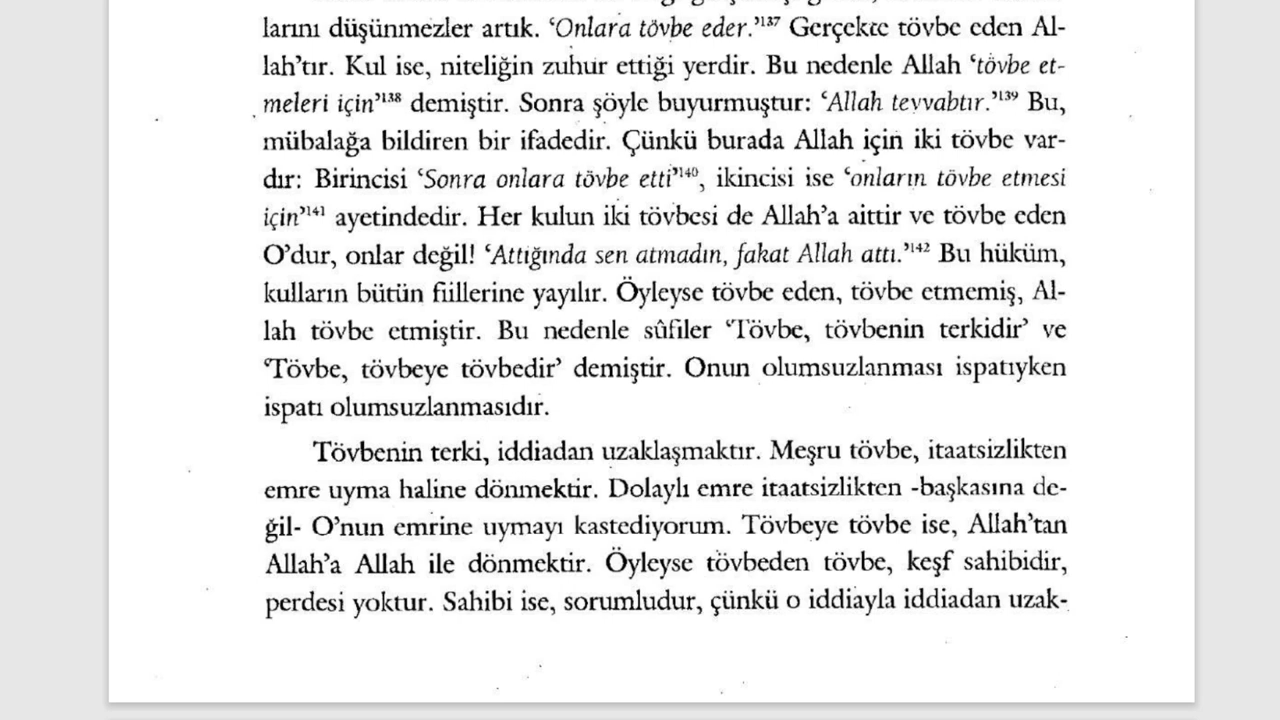 larını düşünmezler artık. ‘Onlara tövbe eder.’¹³⁷ Gerçekte tövbe eden Al-
lah’tır. Kul ise, niteliğin zuhur ettiği yerdir. Bu nedenle Allah ‘tövbe et-
meleri için’¹³⁸ demiştir. Sonra şöyle buyurmuştur: ‘Allah tevvabtır.’¹³⁹ Bu,
mübalağa bildiren bir ifadedir. Çünkü burada Allah için iki tövbe var-
dır: Birincisi ‘Sonra onlara tövbe etti’¹⁴⁰, ikincisi ise ‘onların tövbe etmesi
için’¹⁴¹ ayetindedir. Her kulun iki tövbesi de Allah’a aittir ve tövbe eden
O’dur, onlar değil! ‘Attığında sen atmadın, fakat Allah attı.’¹⁴² Bu hüküm,
kulların bütün fiillerine yayılır. Öyleyse tövbe eden, tövbe etmemiş, Al-
lah tövbe etmiştir. Bu nedenle sûfiler ‘Tövbe, tövbenin terkidir’ ve
‘Tövbe, tövbeye tövbedir’ demiştir. Onun olumsuzlanması ispatıyken
ispatı olumsuzlanmasıdır.
Tövbenin terki, iddiadan uzaklaşmaktır. Meşru tövbe, itaatsizlikten
emre uyma haline dönmektir. Dolaylı emre itaatsizlikten -başkasına de-
ğil- O’nun emrine uymayı kastediyorum. Tövbeye tövbe ise, Allah’tan
Allah’a Allah ile dönmektir. Öyleyse tövbeden tövbe, keşf sahibidir,
perdesi yoktur. Sahibi ise, sorumludur, çünkü o iddiayla iddiadan uzak-